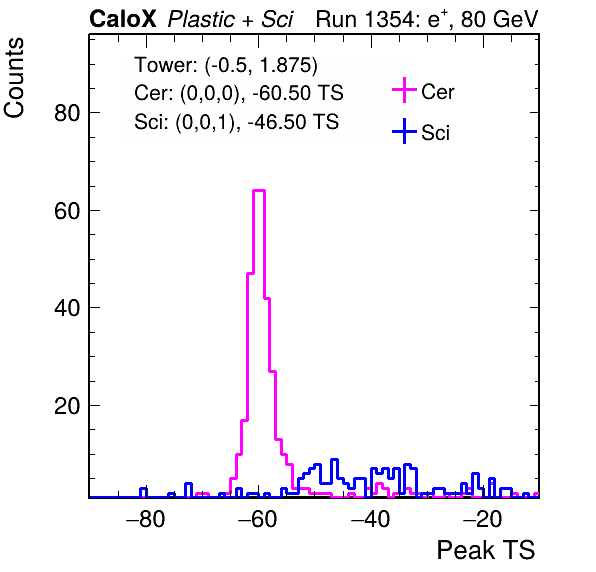 CaloX Plastic + Sci Run 1354: e⁺, 80 GeV
Counts
Tower: (-0.5, 1.875)
Cer: (0,0,0), -60.50 TS
Sci: (0,0,1), -46.50 TS
Cer
Sci
80
60
40
20
−80 −60 −40 −20
Peak TS